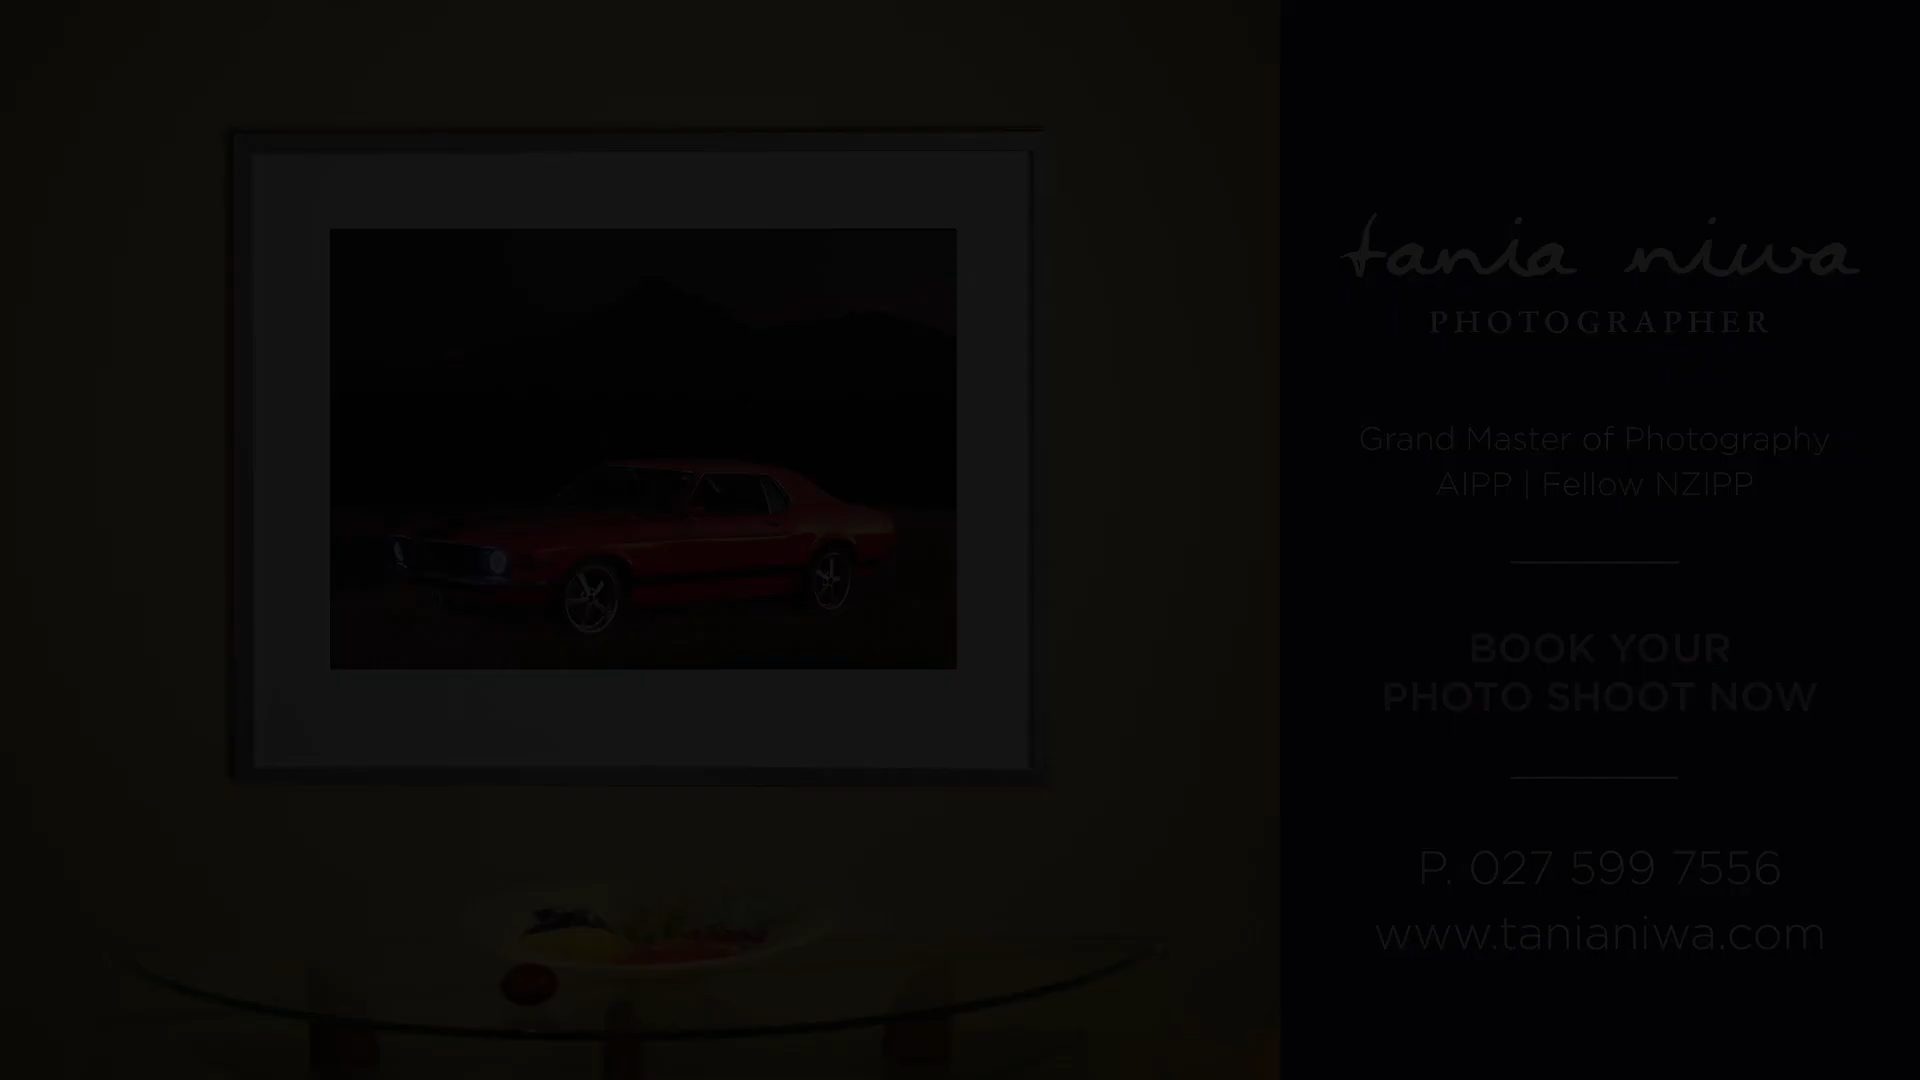 tania niwa
PHOTOGRAPHER
Grand Master of Photography
AIPP | Fellow NZIPP
BOOK YOUR
PHOTO SHOOT NOW
P. 027 599 7556
www.tanianiwa.com